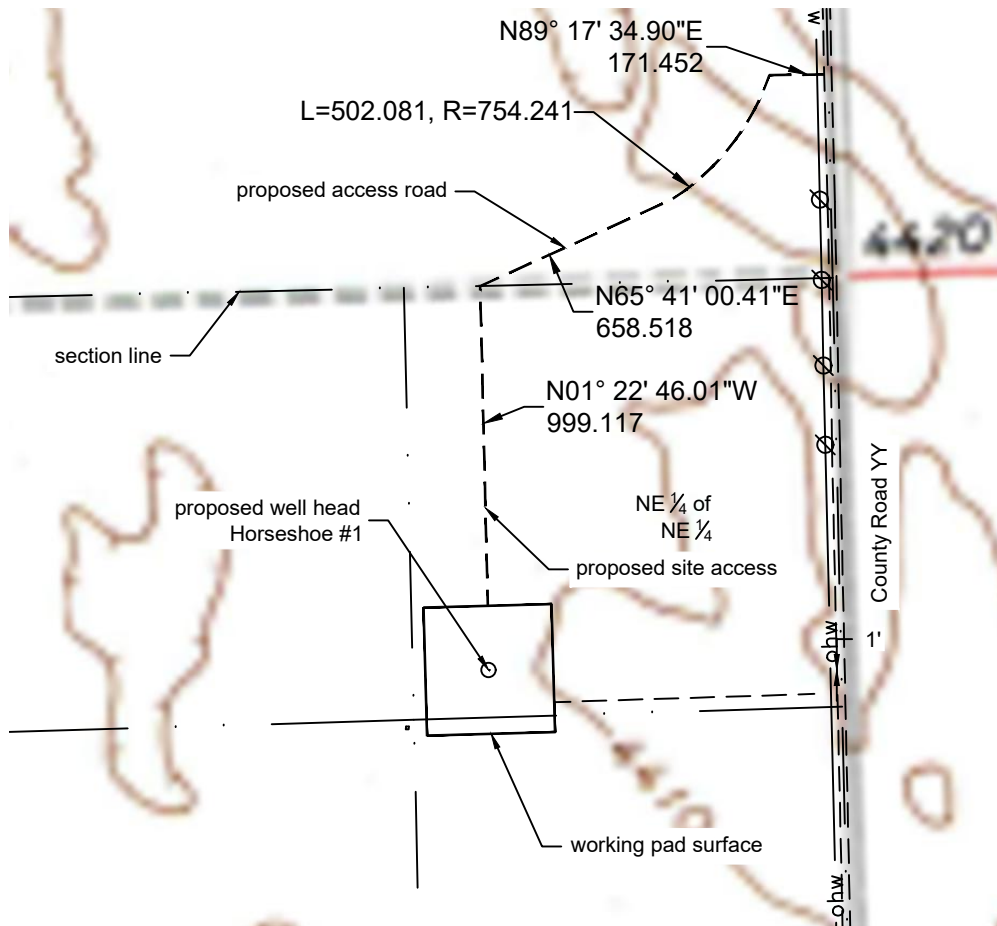 w
N89° 17' 34.90"E
171.452
L=502.081, R=754.241
proposed access road
4420
N65° 41' 00.41"E
658.518
section line
N01° 22' 46.01"W
999.117
County Road YY
proposed well head
Horseshoe #1
NE ¼ of
NE ¼
proposed site access
ohw
1'
4410
working pad surface
ohw